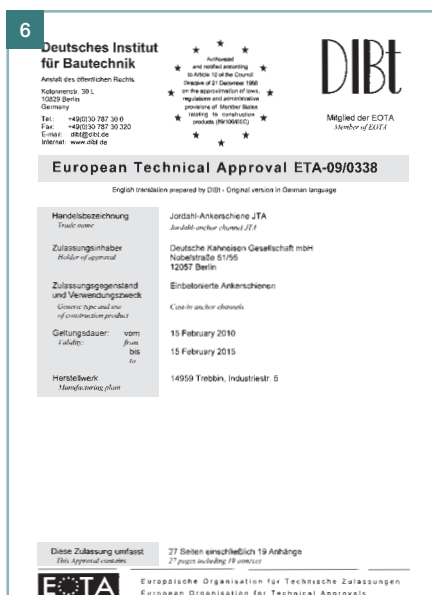 6
Deutsches Institut
für Bautechnik
Anstalt des öffentlichen Rechts
Kolonnenstr. 30 L
10829 Berlin
Germany
Tel.: +49(0)30 787 30 0
Fax: +49(0)30 787 30 320
E-mail: dibt@dibt.de
Internet: www.dibt.de
Authorised
and notified according
to Article 10 of the Council
Directive of 21 December 1988
on the approximation of laws,
regulations and administrative
provisions of Member States
relating to construction
products (89/106/EEC)
DIBt
Mitglied der EOTA
Member of EOTA
European Technical Approval ETA-09/0338
English translation prepared by DIBt - Original version in German language
Handelsbezeichnung
Trade name
Jordahl-Ankerschiene JTA
Jordahl-anchor channel JTA
Zulassungsinhaber
Holder of approval
Deutsche Kahneisen Gesellschaft mbH
Nobelstraße 51/55
12057 Berlin
Zulassungsgegenstand
und Verwendungszweck
Generic type and use
of construction product
Einbetonierte Ankerschienen
Cast-in anchor channels
Geltungsdauer: vom
Validity: from
15 February 2010
bis
to
15 February 2015
Herstellwerk
Manufacturing plant
14959 Trebbin, Industriestr. 5
Diese Zulassung umfasst
This Approval contains
27 Seiten einschließlich 19 Anhänge
27 pages including 19 annexes
EOTA
Europäische Organisation für Technische Zulassungen
European Organisation for Technical Approvals